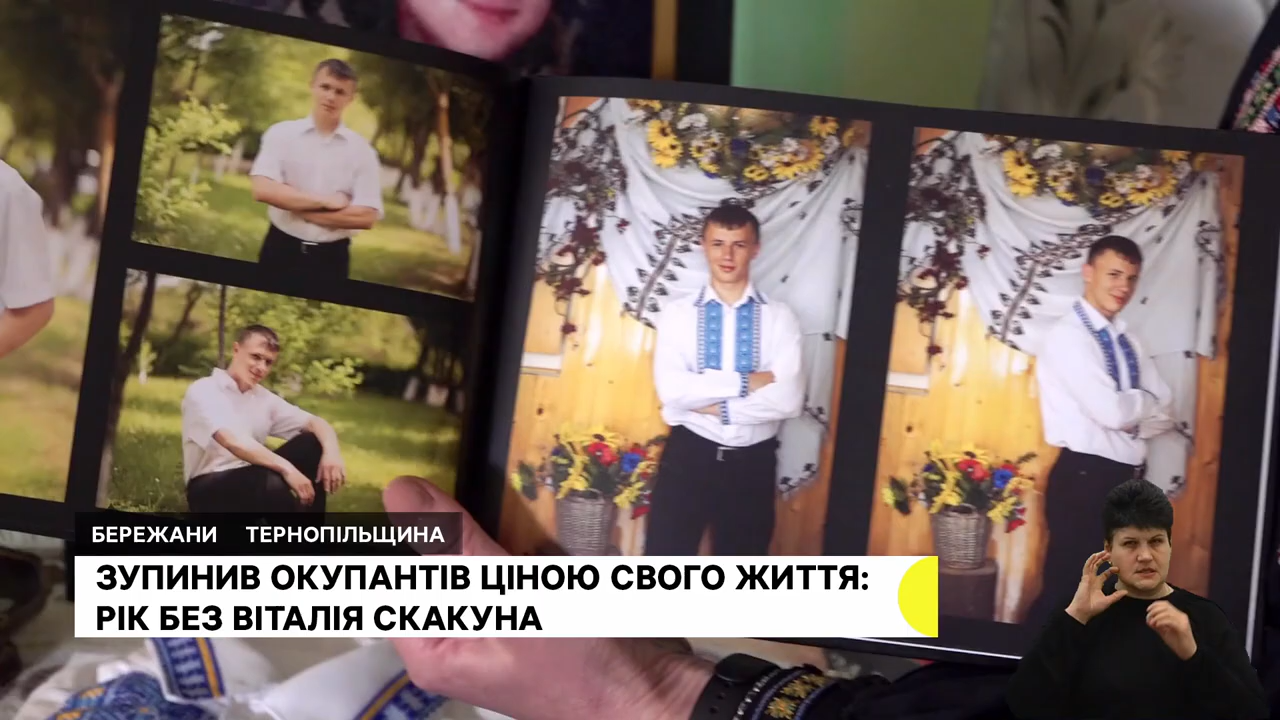 БЕРЕЖАНИ ТЕРНОПІЛЬЩИНА
ЗУПИНИВ ОКУПАНТІВ ЦІНОЮ СВОГО ЖИТТЯ:
РІК БЕЗ ВІТАЛІЯ СКАКУНА